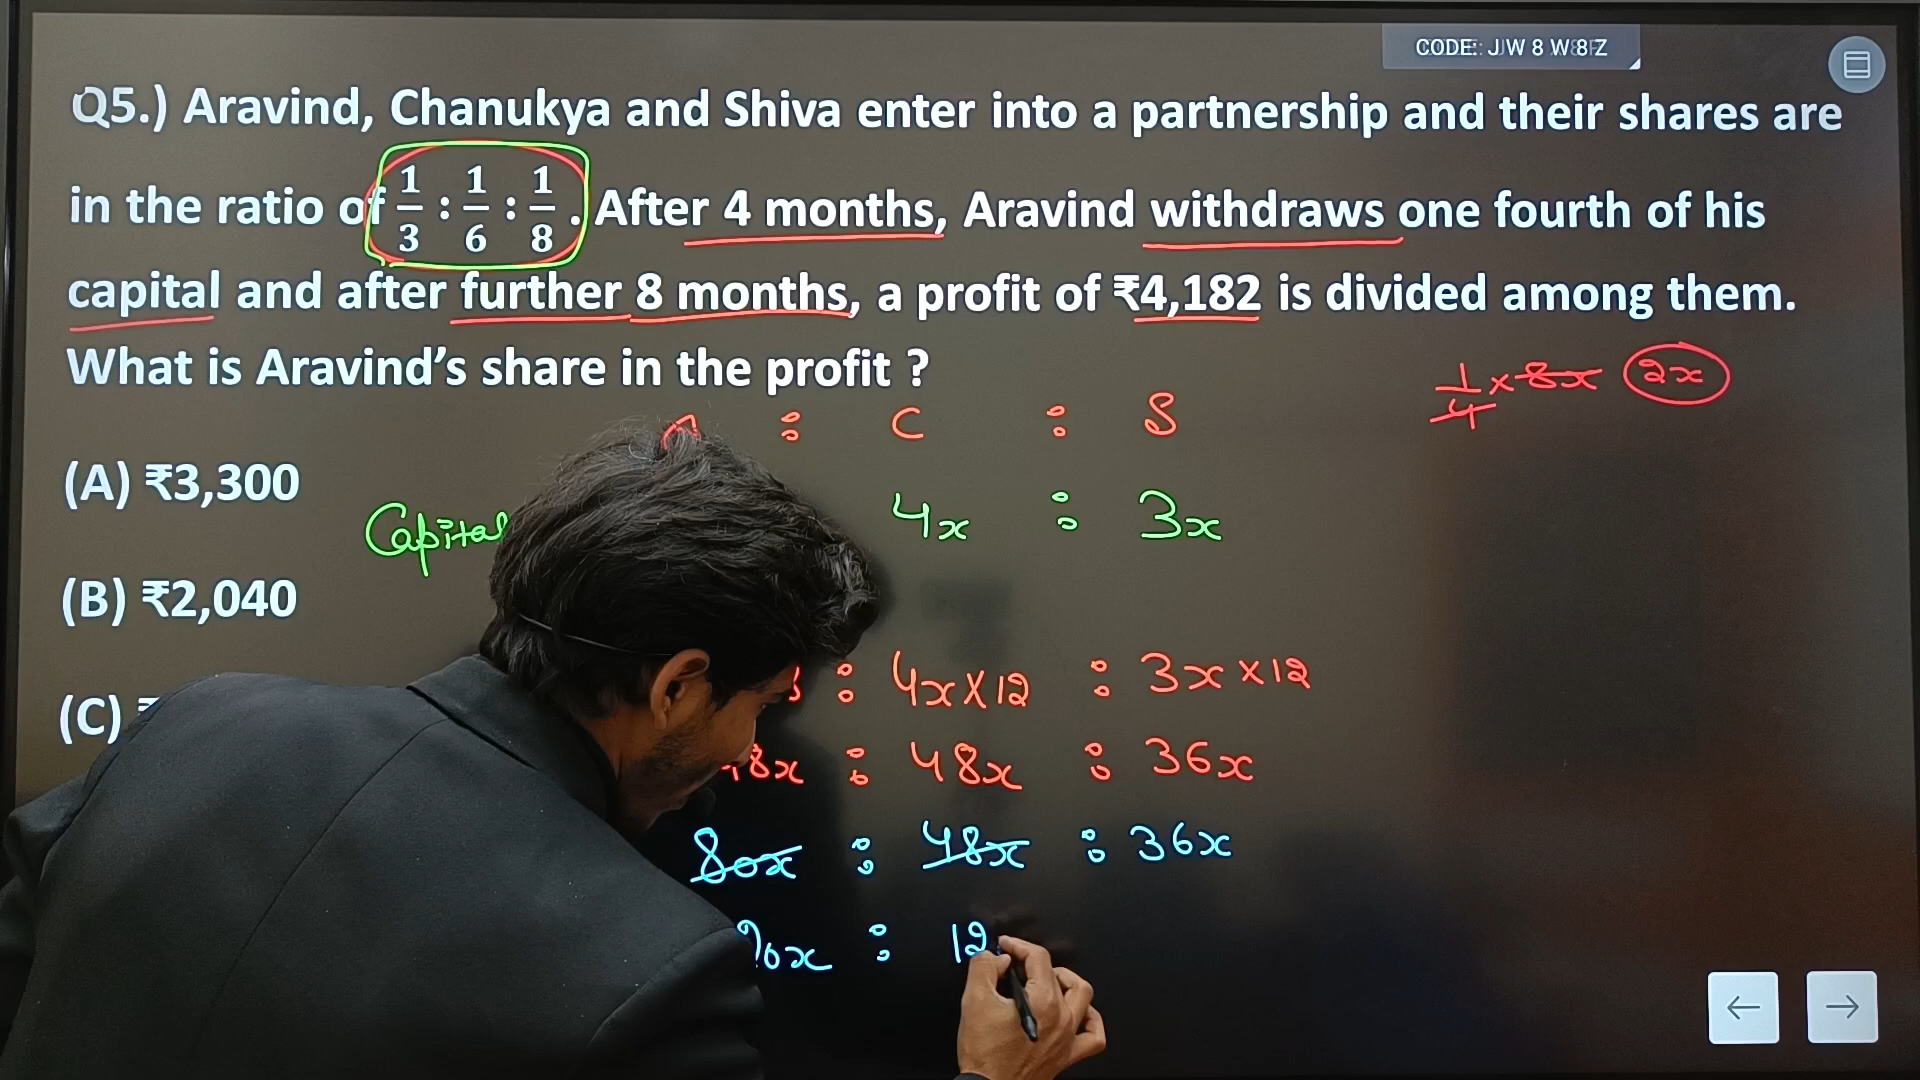 CODE: JW 8 W 8 Z
Q5.) Aravind, Chanukya and Shiva enter into a partnership and their shares are
in the ratio of 1/3 : 1/6 : 1/8 . After 4 months, Aravind withdraws one fourth of his
capital and after further 8 months, a profit of ₹4,182 is divided among them.
What is Aravind's share in the profit ?
1/4 × 8x 2x
A : C : S
(A) ₹3,300
Capital 4x : 3x
(B) ₹2,040
: 4x×12 : 3x×12
(C)
48x : 48x : 36x
80x : 48x : 36x
20x : 12
← →